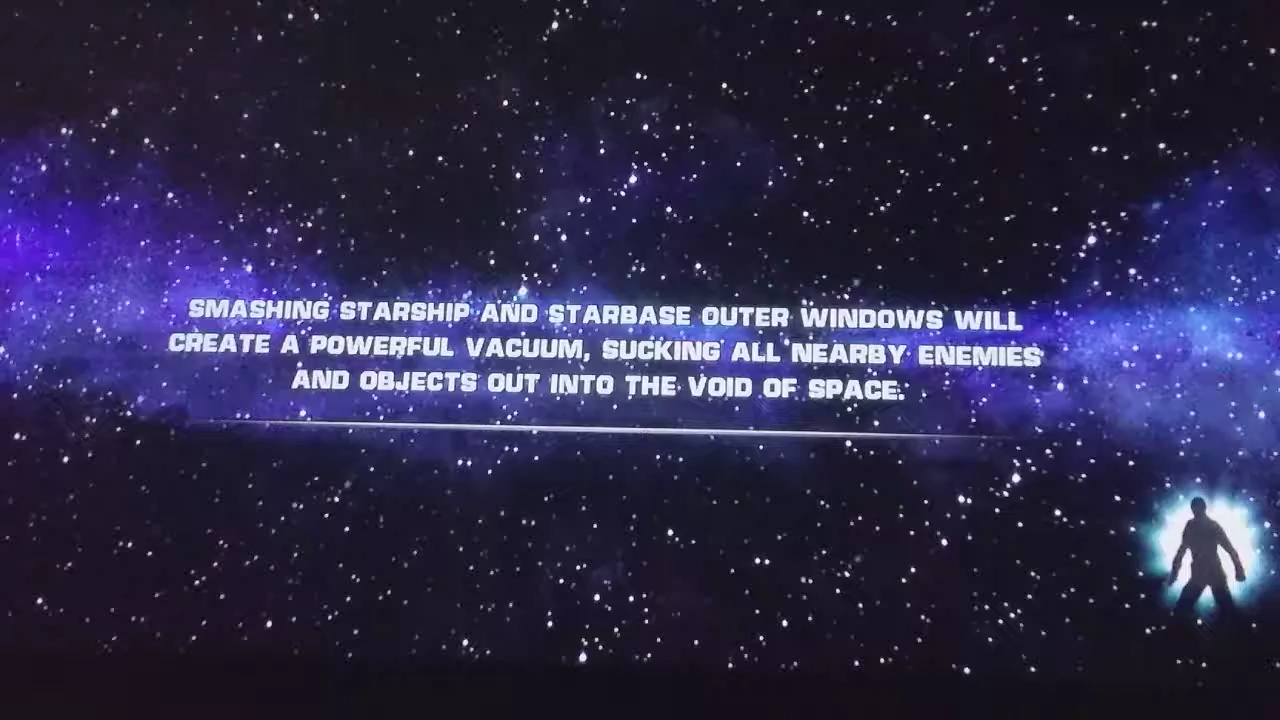 SMASHING STARSHIP AND STARBASE OUTER WINDOWS WILL
CREATE A POWERFUL VACUUM, SUCKING ALL NEARBY ENEMIES
AND OBJECTS OUT INTO THE VOID OF SPACE.